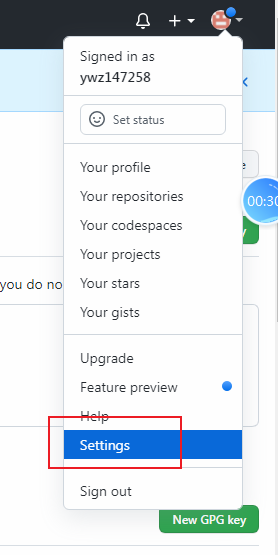 Signed in as
ywz147258
Set status
Your profile
Your repositories
Your codespaces
00:30
Your projects
you do no
Your stars
Your gists
Upgrade
Feature preview
Help
Settings
Sign out
New GPG key